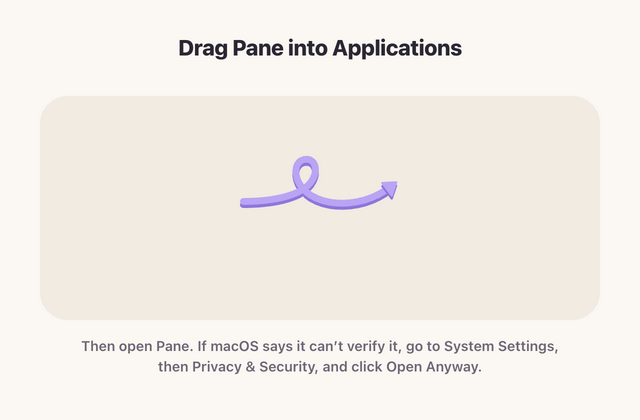 Drag Pane into Applications
Then open Pane. If macOS says it can’t verify it, go to System Settings,
then Privacy & Security, and click Open Anyway.